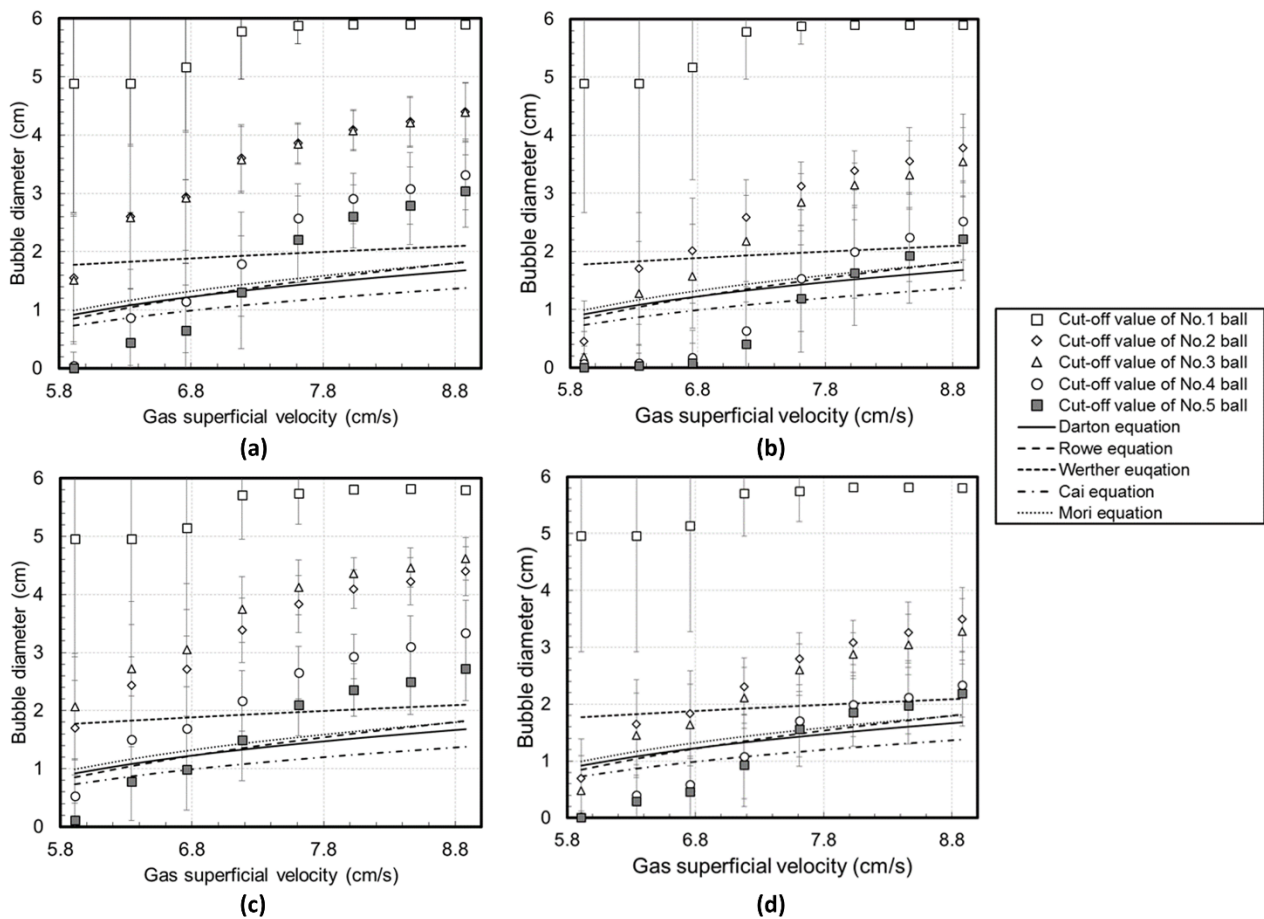 (a)
6
5
4
3
2
1
0
Bubble diameter (cm)
5.8 6.8 7.8 8.8
Gas superficial velocity (cm/s)
(a)
(b)
6
5
4
3
2
1
0
Bubble diameter (cm)
5.8 6.8 7.8 8.8
Gas superficial velocity (cm/s)
(b)
Cut-off value of No.1 ball
Cut-off value of No.2 ball
Cut-off value of No.3 ball
Cut-off value of No.4 ball
Cut-off value of No.5 ball
Darton equation
Rowe equation
Werther euqation
Cai equation
Mori equation
6
5
4
3
2
1
0
Bubble diameter (cm)
5.8 6.8 7.8 8.8
Gas superficial velocity (cm/s)
(c)
6
5
4
3
2
1
0
Bubble diameter (cm)
5.8 6.8 7.8 8.8
Gas superficial velocity (cm/s)
(d)